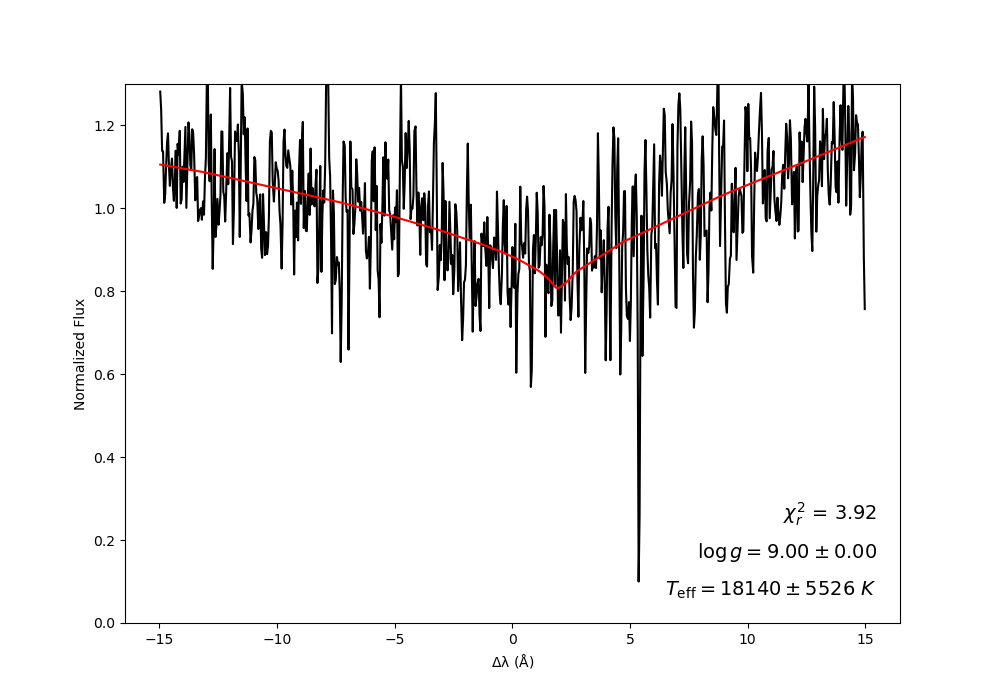 1.2
1.0
0.8
0.6
0.4
0.2
0.0
Normalized Flux
χ²ᵣ = 3.92
log g = 9.00 ± 0.00
T_eff = 18140 ± 5526 K
−15 −10 −5 0 5 10 15
Δλ (Å)